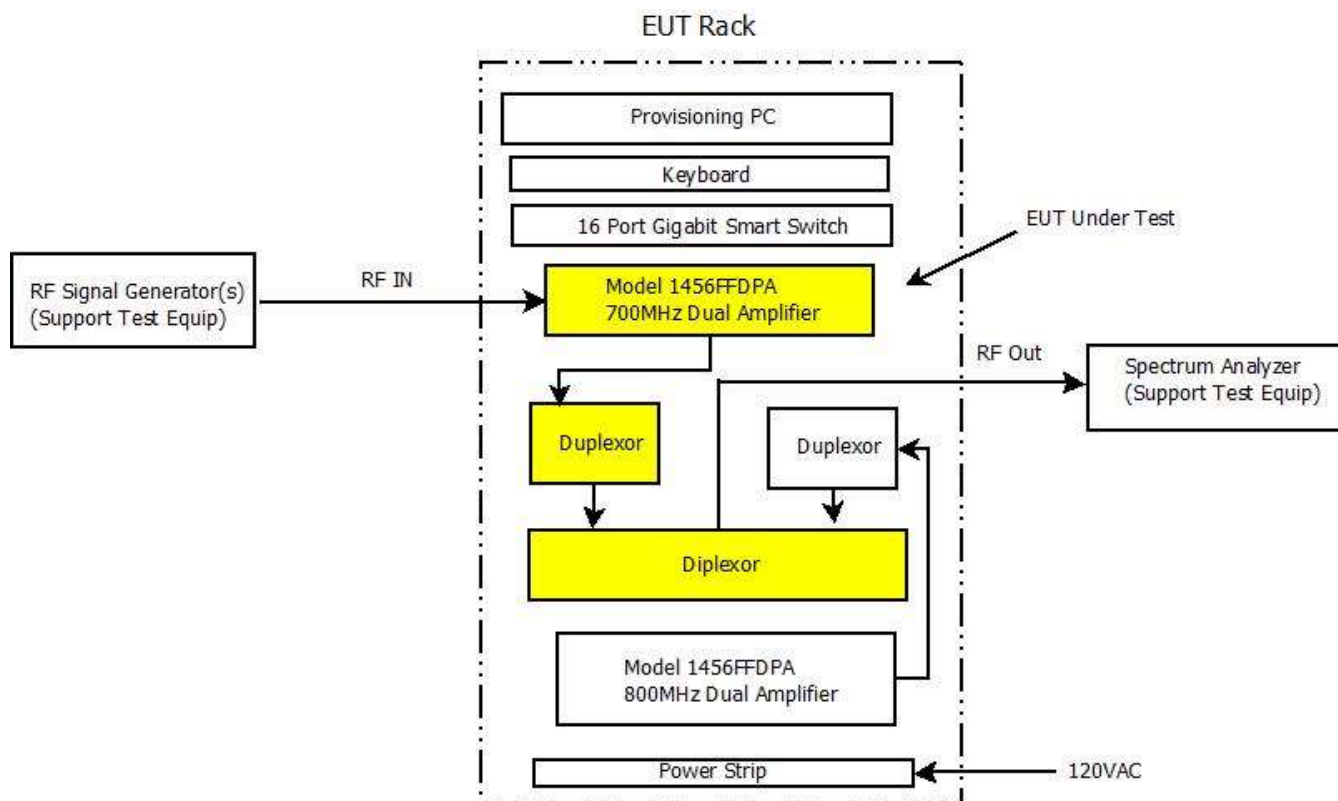 EUT Rack
Provisioning PC
Keyboard
16 Port Gigabit Smart Switch
EUT Under Test
RF Signal Generator(s)
(Support Test Equip)
RF IN
Model 1456FFDPA
700MHz Dual Amplifier
RF Out
Spectrum Analyzer
(Support Test Equip)
Duplexor
Duplexor
Diplexor
Model 1456FFDPA
800MHz Dual Amplifier
Power Strip
120VAC